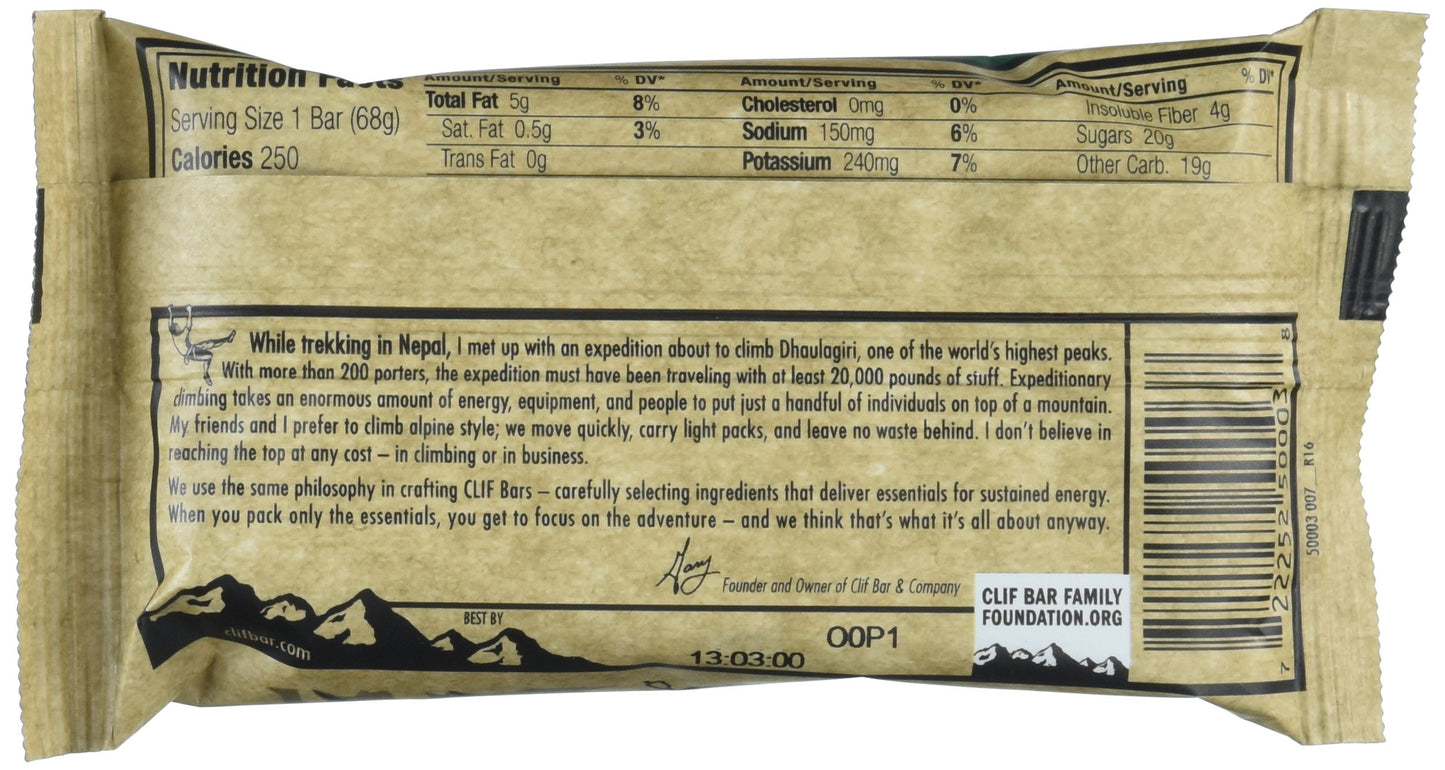 Nutrition Facts
Serving Size 1 Bar (68g)
Calories 250
Amount/Serving % DV*
Total Fat 5g 8%
Sat. Fat 0.5g 3%
Trans Fat 0g
Amount/Serving % DV*
Cholesterol 0mg 0%
Sodium 150mg 6%
Potassium 240mg 7%
Amount/Serving % DV*
Insoluble Fiber 4g
Sugars 20g
Other Carb. 19g
While trekking in Nepal, I met up with an expedition about to climb Dhaulagiri, one of the world's highest peaks.
With more than 200 porters, the expedition must have been traveling with at least 20,000 pounds of stuff. Expeditionary
climbing takes an enormous amount of energy, equipment, and people to put just a handful of individuals on top of a mountain.
My friends and I prefer to climb alpine style; we move quickly, carry light packs, and leave no waste behind. I don't believe in
reaching the top at any cost – in climbing or in business.
We use the same philosophy in crafting CLIF Bars – carefully selecting ingredients that deliver essentials for sustained energy.
When you pack only the essentials, you get to focus on the adventure – and we think that's what it's all about anyway.
Gary
Founder and Owner of Clif Bar & Company
clifbar.com
BEST BY
13:03:00
OOP1
CLIF BAR FAMILY
FOUNDATION.ORG
7 22252 50003 8
50003 007 R16